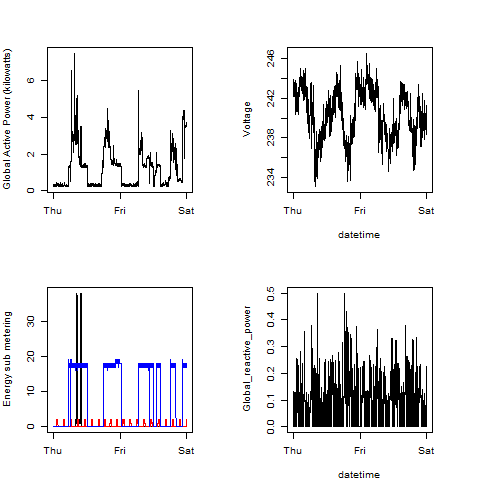 Global Active Power (kilowatts)
0 2 4 6
Thu Fri Sat
Voltage
234 238 242 246
Thu Fri Sat
datetime
Energy sub metering
0 10 20 30
Thu Fri Sat
Global_reactive_power
0.0 0.1 0.2 0.3 0.4 0.5
Thu Fri Sat
datetime